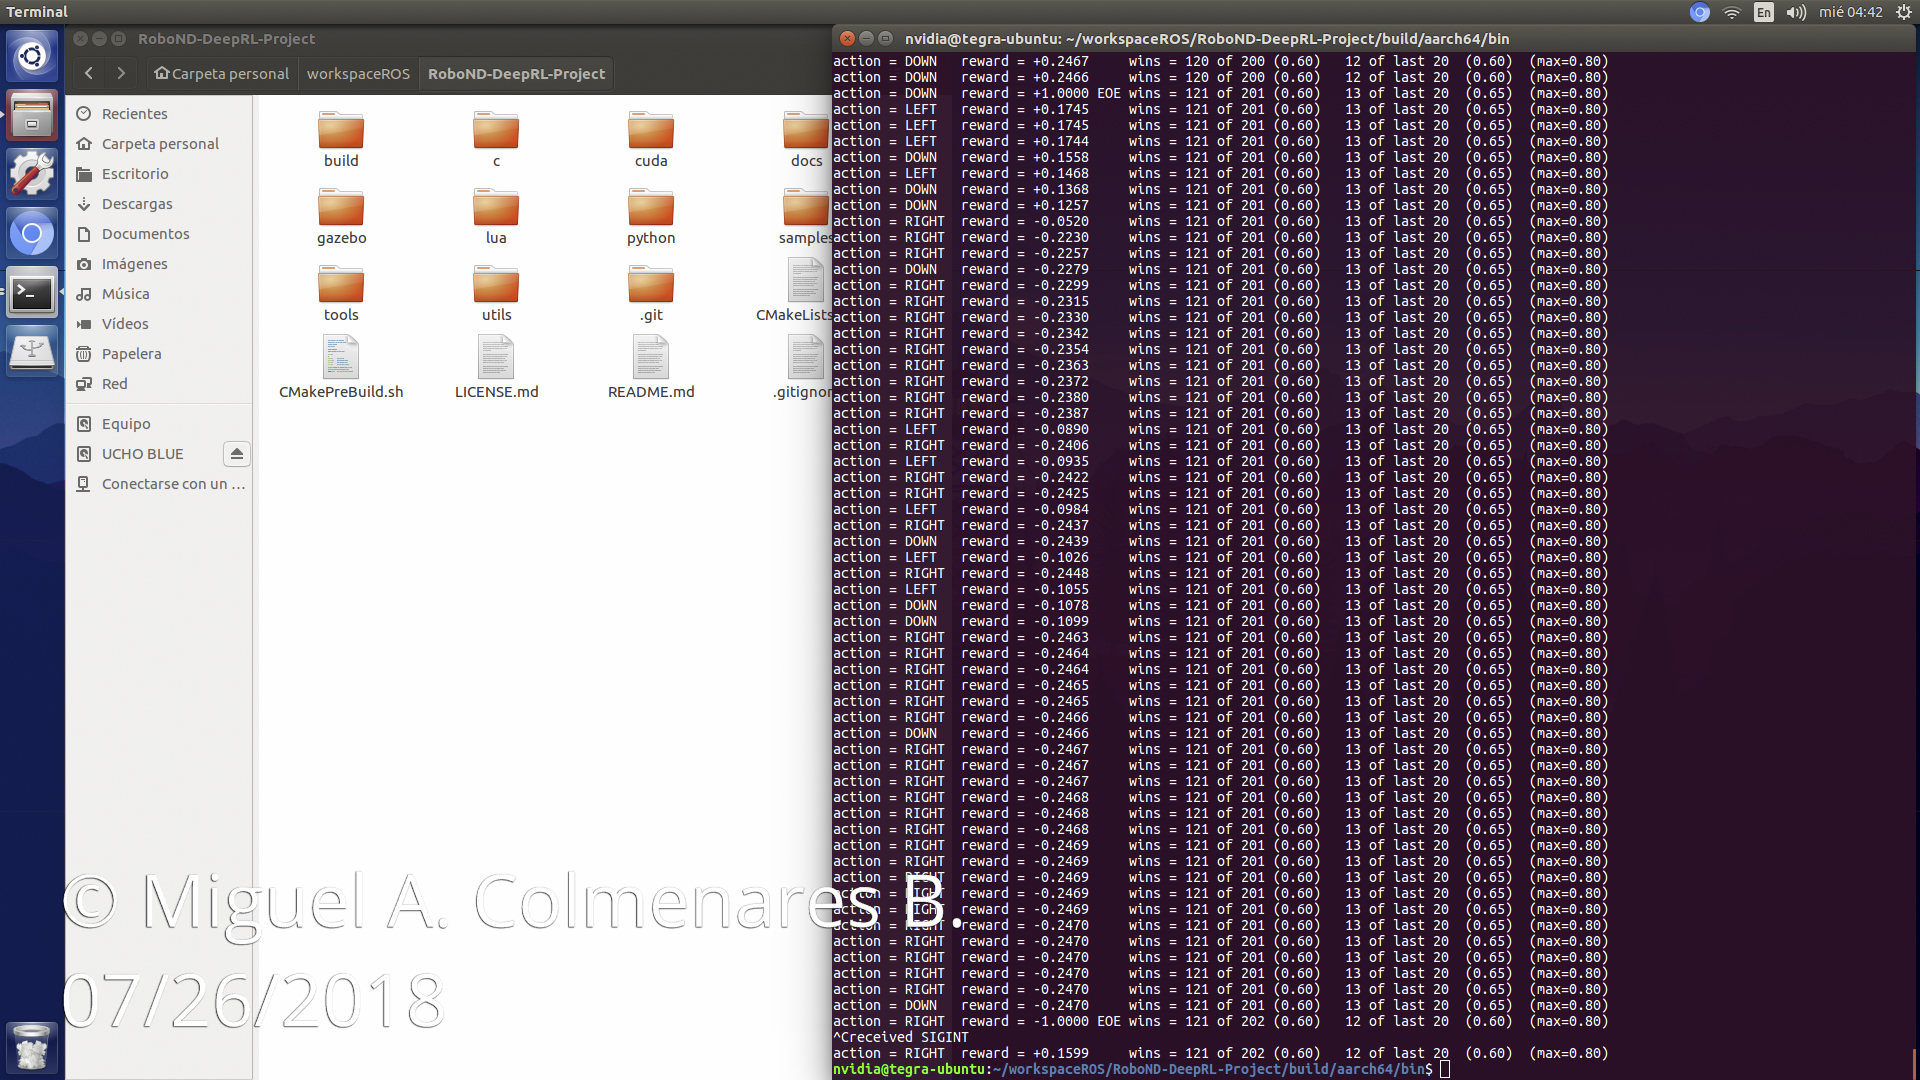 Terminal
En
mié 04:42
RoboND-DeepRL-Project
Carpeta personal
workspaceROS
RoboND-DeepRL-Project
Recientes
Carpeta personal
Escritorio
Descargas
Documentos
Imágenes
Música
Vídeos
Papelera
Red
Equipo
UCHO BLUE
Conectarse con un ...
build
c
cuda
docs
gazebo
lua
python
samples
tools
utils
.git
CMakeLists
CMakePreBuild.sh
LICENSE.md
README.md
.gitignor
nvidia@tegra-ubuntu: ~/workspaceROS/RoboND-DeepRL-Project/build/aarch64/bin
action = DOWN reward = +0.2467 wins = 120 of 200 (0.60) 12 of last 20 (0.60) (max=0.80)
action = DOWN reward = +0.2466 wins = 120 of 200 (0.60) 12 of last 20 (0.60) (max=0.80)
action = DOWN reward = +1.0000 EOE wins = 121 of 201 (0.60) 13 of last 20 (0.65) (max=0.80)
action = LEFT reward = +0.1745 wins = 121 of 201 (0.60) 13 of last 20 (0.65) (max=0.80)
action = LEFT reward = +0.1745 wins = 121 of 201 (0.60) 13 of last 20 (0.65) (max=0.80)
action = LEFT reward = +0.1744 wins = 121 of 201 (0.60) 13 of last 20 (0.65) (max=0.80)
action = DOWN reward = +0.1558 wins = 121 of 201 (0.60) 13 of last 20 (0.65) (max=0.80)
action = LEFT reward = +0.1468 wins = 121 of 201 (0.60) 13 of last 20 (0.65) (max=0.80)
action = DOWN reward = +0.1368 wins = 121 of 201 (0.60) 13 of last 20 (0.65) (max=0.80)
action = DOWN reward = +0.1257 wins = 121 of 201 (0.60) 13 of last 20 (0.65) (max=0.80)
action = RIGHT reward = -0.0520 wins = 121 of 201 (0.60) 13 of last 20 (0.65) (max=0.80)
action = RIGHT reward = -0.2230 wins = 121 of 201 (0.60) 13 of last 20 (0.65) (max=0.80)
action = RIGHT reward = -0.2257 wins = 121 of 201 (0.60) 13 of last 20 (0.65) (max=0.80)
action = DOWN reward = -0.2279 wins = 121 of 201 (0.60) 13 of last 20 (0.65) (max=0.80)
action = RIGHT reward = -0.2299 wins = 121 of 201 (0.60) 13 of last 20 (0.65) (max=0.80)
action = RIGHT reward = -0.2315 wins = 121 of 201 (0.60) 13 of last 20 (0.65) (max=0.80)
action = RIGHT reward = -0.2330 wins = 121 of 201 (0.60) 13 of last 20 (0.65) (max=0.80)
action = RIGHT reward = -0.2342 wins = 121 of 201 (0.60) 13 of last 20 (0.65) (max=0.80)
action = RIGHT reward = -0.2354 wins = 121 of 201 (0.60) 13 of last 20 (0.65) (max=0.80)
action = RIGHT reward = -0.2363 wins = 121 of 201 (0.60) 13 of last 20 (0.65) (max=0.80)
action = RIGHT reward = -0.2372 wins = 121 of 201 (0.60) 13 of last 20 (0.65) (max=0.80)
action = RIGHT reward = -0.2380 wins = 121 of 201 (0.60) 13 of last 20 (0.65) (max=0.80)
action = RIGHT reward = -0.2387 wins = 121 of 201 (0.60) 13 of last 20 (0.65) (max=0.80)
action = LEFT reward = -0.0890 wins = 121 of 201 (0.60) 13 of last 20 (0.65) (max=0.80)
action = RIGHT reward = -0.2406 wins = 121 of 201 (0.60) 13 of last 20 (0.65) (max=0.80)
action = LEFT reward = -0.0935 wins = 121 of 201 (0.60) 13 of last 20 (0.65) (max=0.80)
action = RIGHT reward = -0.2422 wins = 121 of 201 (0.60) 13 of last 20 (0.65) (max=0.80)
action = RIGHT reward = -0.2425 wins = 121 of 201 (0.60) 13 of last 20 (0.65) (max=0.80)
action = LEFT reward = -0.0984 wins = 121 of 201 (0.60) 13 of last 20 (0.65) (max=0.80)
action = RIGHT reward = -0.2437 wins = 121 of 201 (0.60) 13 of last 20 (0.65) (max=0.80)
action = DOWN reward = -0.2439 wins = 121 of 201 (0.60) 13 of last 20 (0.65) (max=0.80)
action = LEFT reward = -0.1026 wins = 121 of 201 (0.60) 13 of last 20 (0.65) (max=0.80)
action = RIGHT reward = -0.2448 wins = 121 of 201 (0.60) 13 of last 20 (0.65) (max=0.80)
action = LEFT reward = -0.1055 wins = 121 of 201 (0.60) 13 of last 20 (0.65) (max=0.80)
action = DOWN reward = -0.1078 wins = 121 of 201 (0.60) 13 of last 20 (0.65) (max=0.80)
action = DOWN reward = -0.1099 wins = 121 of 201 (0.60) 13 of last 20 (0.65) (max=0.80)
action = RIGHT reward = -0.2463 wins = 121 of 201 (0.60) 13 of last 20 (0.65) (max=0.80)
action = RIGHT reward = -0.2464 wins = 121 of 201 (0.60) 13 of last 20 (0.65) (max=0.80)
action = RIGHT reward = -0.2464 wins = 121 of 201 (0.60) 13 of last 20 (0.65) (max=0.80)
action = RIGHT reward = -0.2465 wins = 121 of 201 (0.60) 13 of last 20 (0.65) (max=0.80)
action = RIGHT reward = -0.2465 wins = 121 of 201 (0.60) 13 of last 20 (0.65) (max=0.80)
action = RIGHT reward = -0.2466 wins = 121 of 201 (0.60) 13 of last 20 (0.65) (max=0.80)
action = DOWN reward = -0.2466 wins = 121 of 201 (0.60) 13 of last 20 (0.65) (max=0.80)
action = RIGHT reward = -0.2467 wins = 121 of 201 (0.60) 13 of last 20 (0.65) (max=0.80)
action = RIGHT reward = -0.2467 wins = 121 of 201 (0.60) 13 of last 20 (0.65) (max=0.80)
action = RIGHT reward = -0.2467 wins = 121 of 201 (0.60) 13 of last 20 (0.65) (max=0.80)
action = RIGHT reward = -0.2468 wins = 121 of 201 (0.60) 13 of last 20 (0.65) (max=0.80)
action = RIGHT reward = -0.2468 wins = 121 of 201 (0.60) 13 of last 20 (0.65) (max=0.80)
action = RIGHT reward = -0.2468 wins = 121 of 201 (0.60) 13 of last 20 (0.65) (max=0.80)
action = RIGHT reward = -0.2469 wins = 121 of 201 (0.60) 13 of last 20 (0.65) (max=0.80)
action = RIGHT reward = -0.2469 wins = 121 of 201 (0.60) 13 of last 20 (0.65) (max=0.80)
action = RIGHT reward = -0.2469 wins = 121 of 201 (0.60) 13 of last 20 (0.65) (max=0.80)
action = RIGHT reward = -0.2469 wins = 121 of 201 (0.60) 13 of last 20 (0.65) (max=0.80)
action = RIGHT reward = -0.2469 wins = 121 of 201 (0.60) 13 of last 20 (0.65) (max=0.80)
action = RIGHT reward = -0.2470 wins = 121 of 201 (0.60) 13 of last 20 (0.65) (max=0.80)
action = RIGHT reward = -0.2470 wins = 121 of 201 (0.60) 13 of last 20 (0.65) (max=0.80)
action = RIGHT reward = -0.2470 wins = 121 of 201 (0.60) 13 of last 20 (0.65) (max=0.80)
action = RIGHT reward = -0.2470 wins = 121 of 201 (0.60) 13 of last 20 (0.65) (max=0.80)
action = RIGHT reward = -0.2470 wins = 121 of 201 (0.60) 13 of last 20 (0.65) (max=0.80)
action = DOWN reward = -0.2470 wins = 121 of 201 (0.60) 13 of last 20 (0.65) (max=0.80)
action = RIGHT reward = -1.0000 EOE wins = 121 of 202 (0.60) 12 of last 20 (0.60) (max=0.80)
^Creceived SIGINT
action = RIGHT reward = +0.1599 wins = 121 of 202 (0.60) 12 of last 20 (0.60) (max=0.80)
nvidia@tegra-ubuntu:~/workspaceROS/RoboND-DeepRL-Project/build/aarch64/bin$
© Miguel A. Colmenares B.
07/26/2018